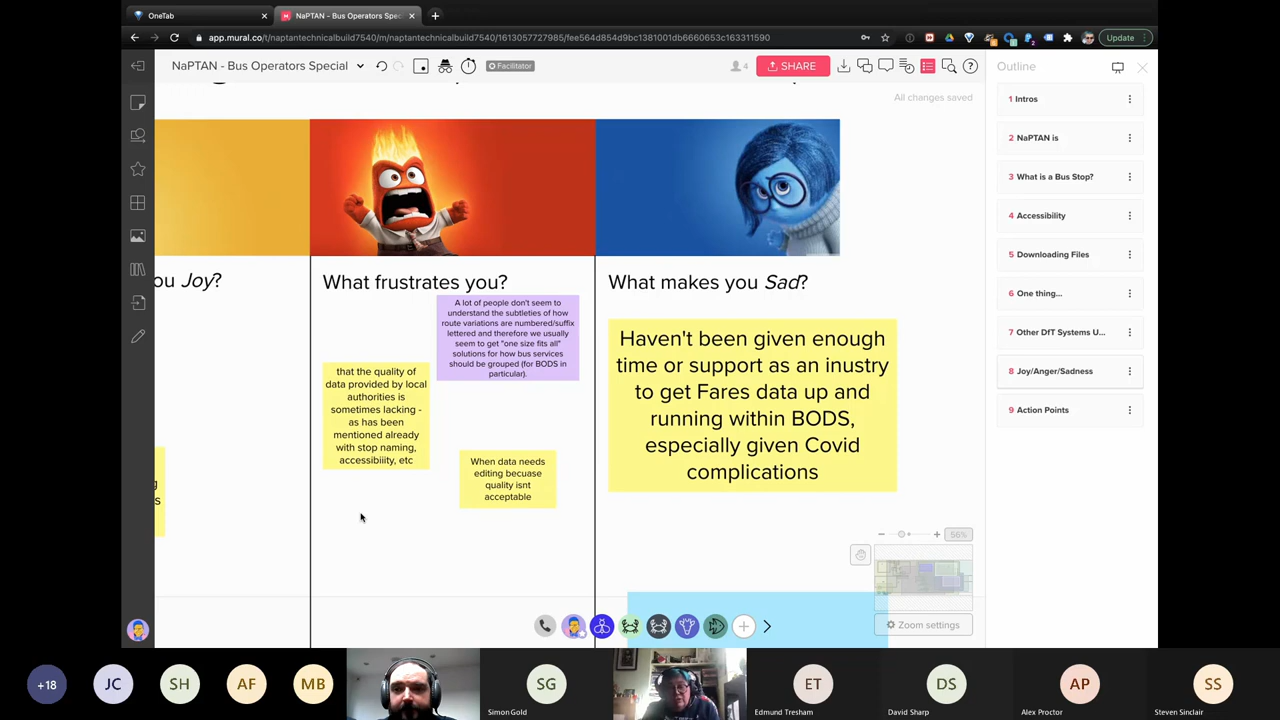 OneTab
NaPTAN - Bus Operators Spec
app.mural.co/t/naptantechnicalbuild7540/m/naptantechnicalbuild7540/1613057727985/fee564d854d9bc1381001db6660653c163311590
Update
NaPTAN - Bus Operators Special
Facilitator
4
SHARE
Outline
All changes saved
1 Intros
2 NaPTAN is
3 What is a Bus Stop?
4 Accessibility
5 Downloading Files
6 One thing...
7 Other DfT Systems U...
8 Joy/Anger/Sadness
9 Action Points
ou Joy?
What frustrates you?
What makes you Sad?
A lot of people don't seem to
understand the subtleties of how
route variations are numbered/suffix
lettered and therefore we usually
seem to get "one size fits all"
solutions for how bus services
should be grouped (for BODS in
particular).
that the quality of
data provided by local
authorities is
sometimes lacking -
as has been
mentioned already
with stop naming,
accessibiiity, etc
When data needs
editing becuase
quality isnt
acceptable
Haven't been given enough
time or support as an inustry
to get Fares data up and
running within BODS,
especially given Covid
complications
56%
Zoom settings
+18
JC
SH
AF
MB
SG
Simon Gold
ET
Edmund Tresham
DS
David Sharp
AP
Alex Proctor
SS
Steven Sinclair